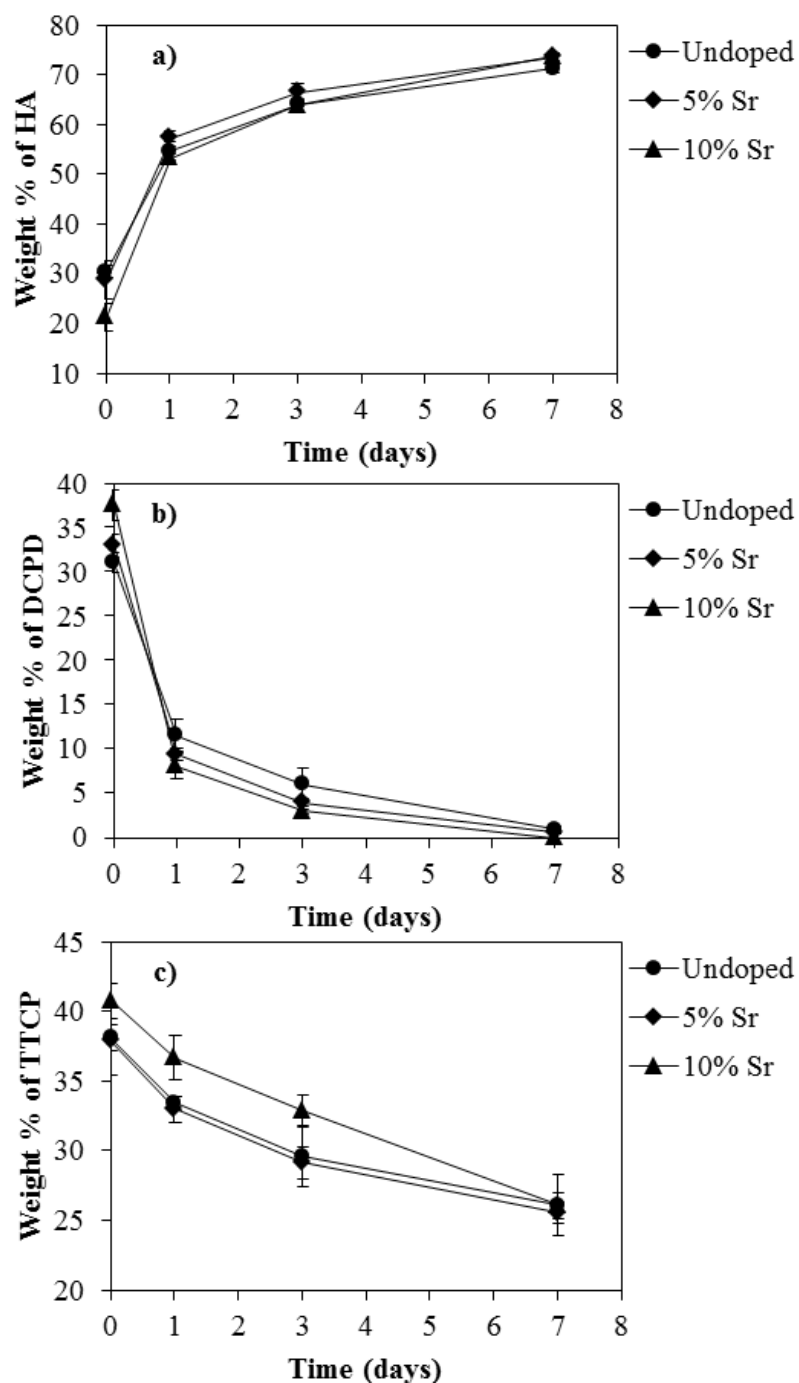 a)
80
70
60
50
40
30
20
10
Weight % of HA
0 1 2 3 4 5 6 7 8
Time (days)
Undoped
5% Sr
10% Sr
b)
40
35
30
25
20
15
10
5
0
Weight % of DCPD
0 1 2 3 4 5 6 7 8
Time (days)
Undoped
5% Sr
10% Sr
c)
45
40
35
30
25
20
Weight % of TTCP
0 1 2 3 4 5 6 7 8
Time (days)
Undoped
5% Sr
10% Sr